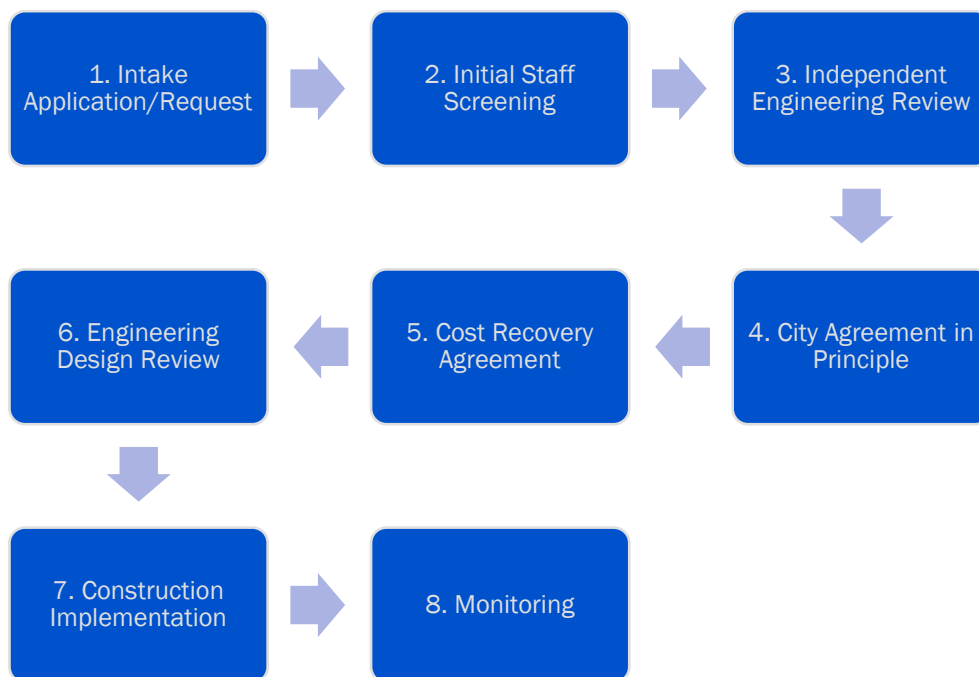 1. Intake
Application/Request
2. Initial Staff
Screening
3. Independent
Engineering Review
4. City Agreement in
Principle
5. Cost Recovery
Agreement
6. Engineering
Design Review
7. Construction
Implementation
8. Monitoring